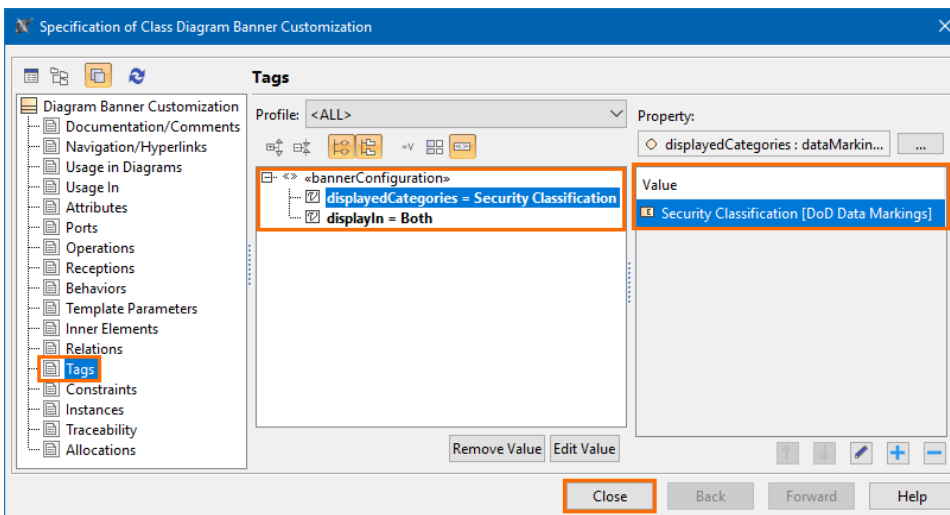 Specification of Class Diagram Banner Customization
Tags
Diagram Banner Customization
Documentation/Comments
Navigation/Hyperlinks
Usage in Diagrams
Usage In
Attributes
Ports
Operations
Receptions
Behaviors
Template Parameters
Inner Elements
Relations
Tags
Constraints
Instances
Traceability
Allocations
Profile: <ALL>
«bannerConfiguration»
displayedCategories = Security Classification
displayIn = Both
Remove Value Edit Value
Property:
displayedCategories : dataMarkin... ...
Value
Security Classification [DoD Data Markings]
Close Back Forward Help